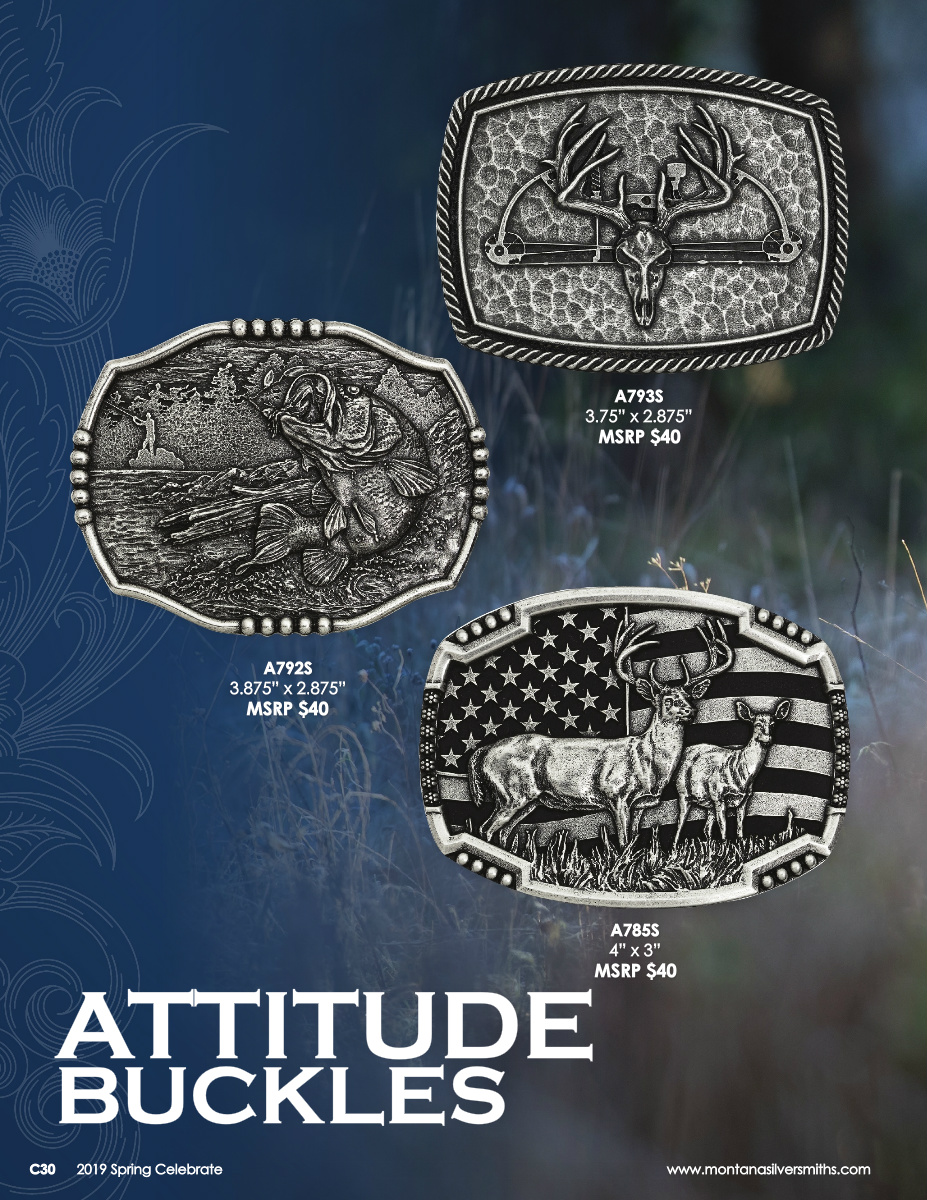 A793S
3.75” x 2.875”
MSRP $40
A792S
3.875” x 2.875”
MSRP $40
A785S
4” x 3”
MSRP $40
ATTITUDE
BUCKLES
C30 2019 Spring Celebrate
www.montanasilversmiths.com